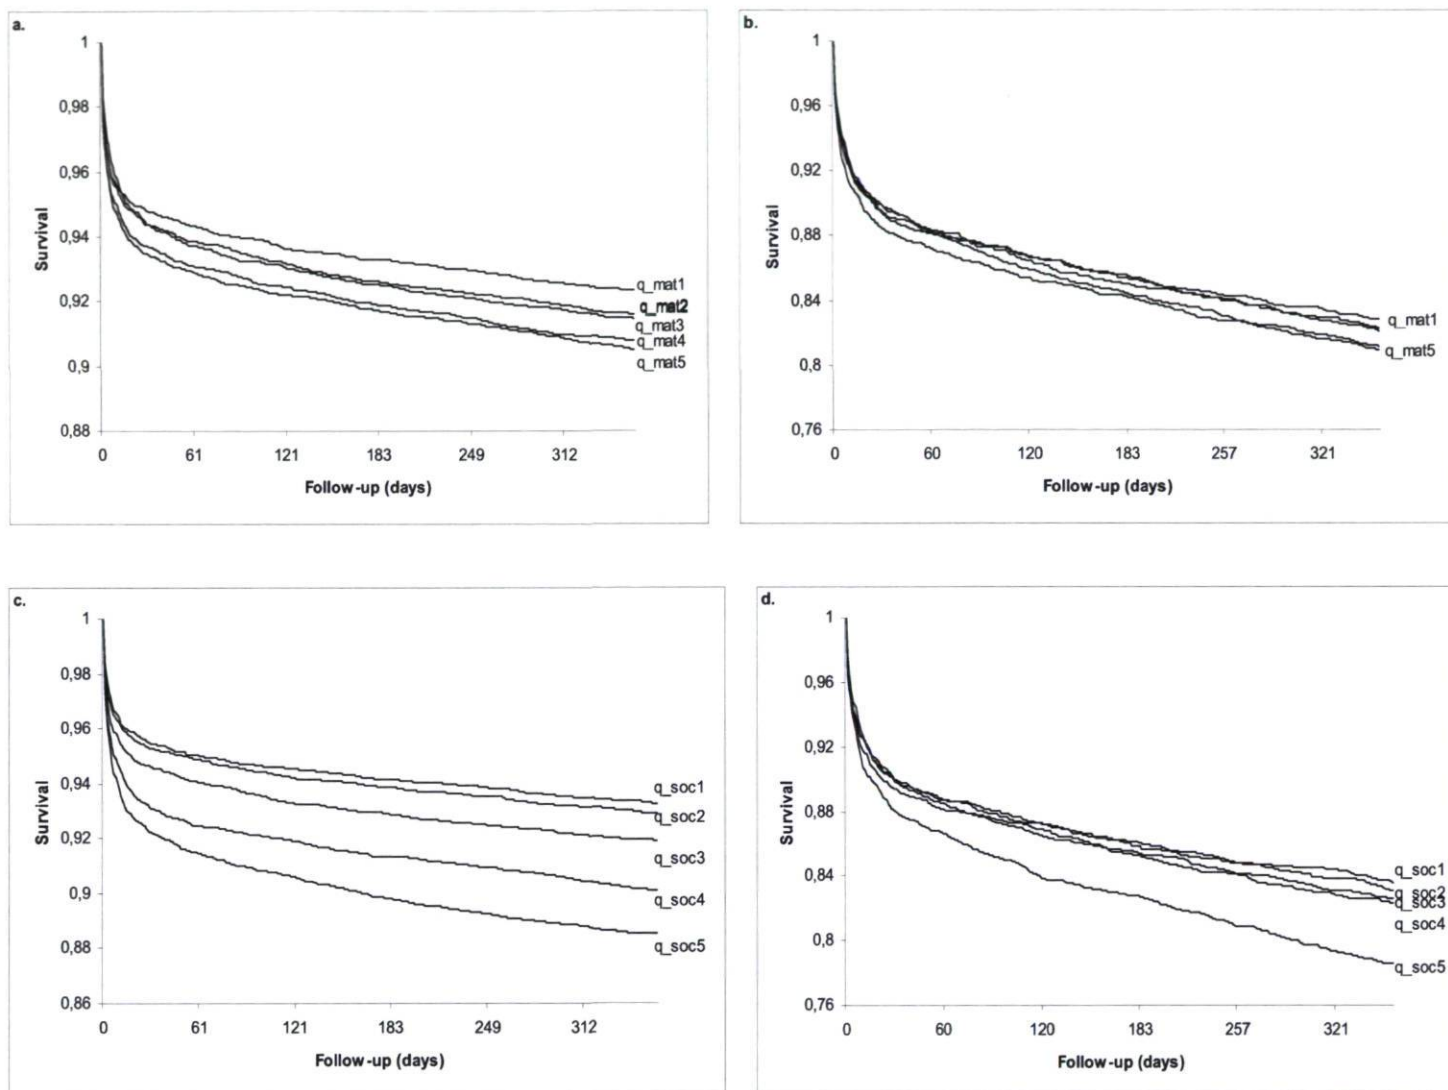 a.
1
0,98
0,96
0,94
0,92
0,9
0,88
Survival
q_mat1
q_mat2
q_mat3
q_mat4
q_mat5
0 61 121 183 249 312
Follow-up (days)
b.
1
0,96
0,92
0,88
0,84
0,8
0,76
Survival
q_mat1
q_mat5
0 60 120 183 257 321
Follow-up (days)
c.
1
0,98
0,96
0,94
0,92
0,9
0,88
0,86
Survival
q_soc1
q_soc2
q_soc3
q_soc4
q_soc5
0 61 121 183 249 312
Follow-up (days)
d.
1
0,96
0,92
0,88
0,84
0,8
0,76
Survival
q_soc1
q_soc2
q_soc3
q_soc4
q_soc5
0 60 120 183 257 321
Follow-up (days)